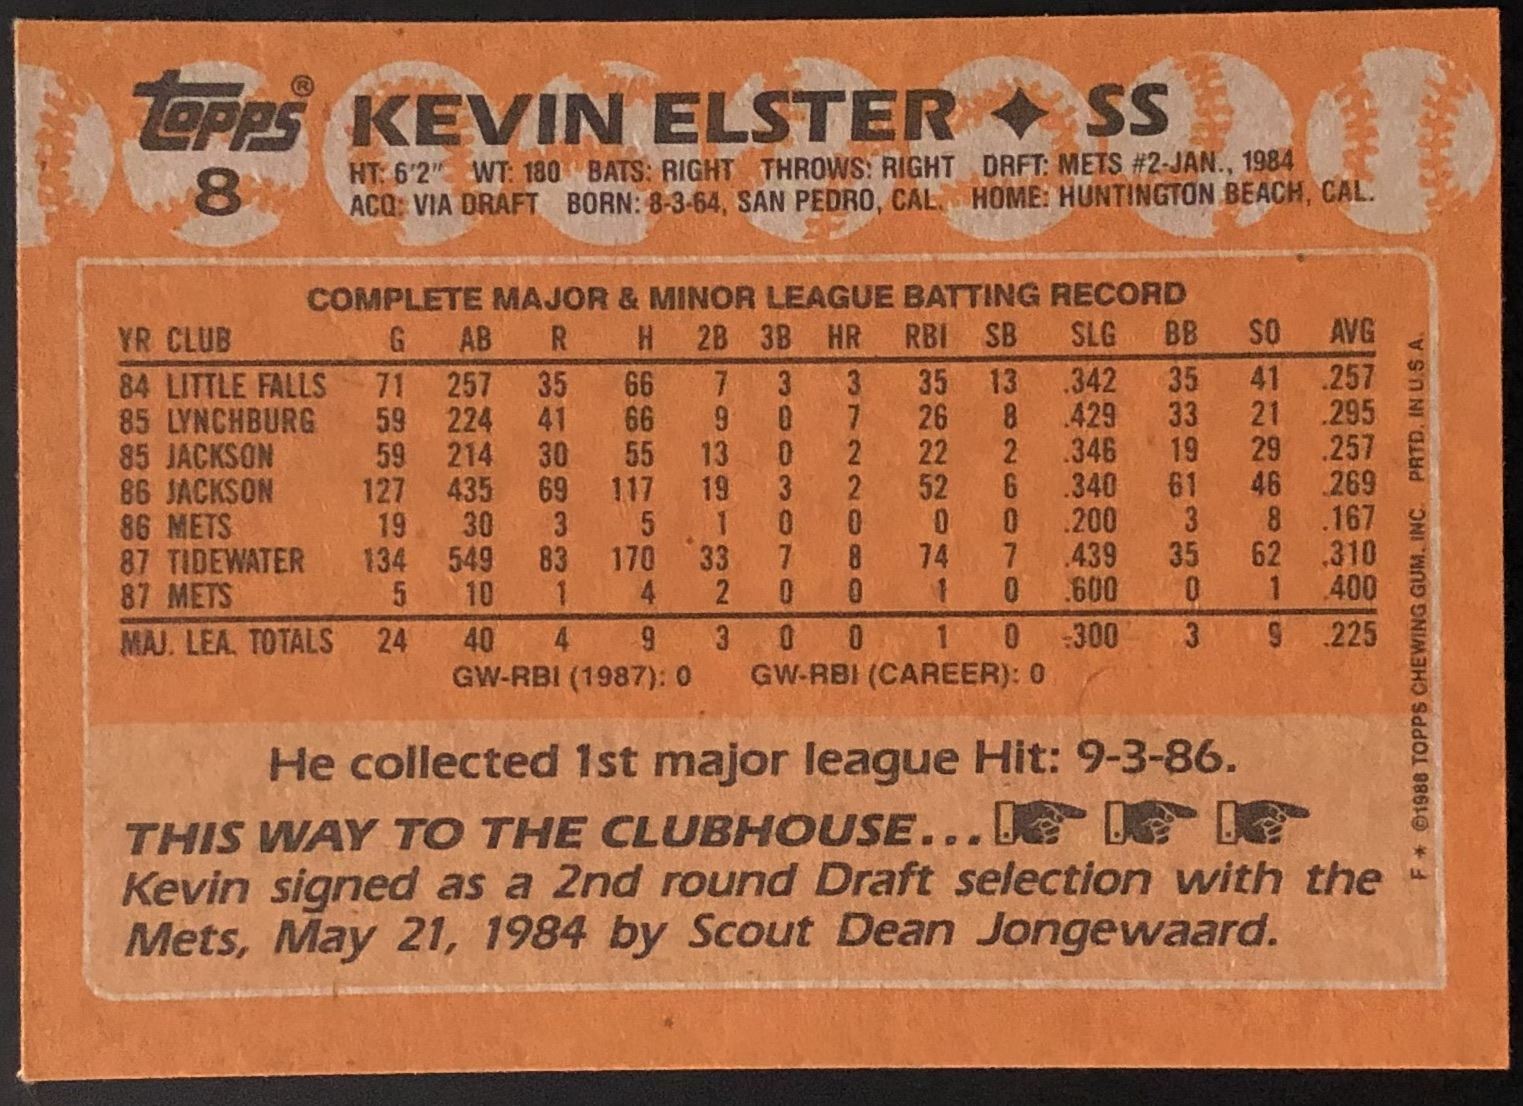 Topps® KEVIN ELSTER ✦ SS
8
HT: 6'2" WT: 180 BATS: RIGHT THROWS: RIGHT DRFT: METS #2-JAN., 1984
ACQ: VIA DRAFT BORN: 8-3-64, SAN PEDRO, CAL. HOME: HUNTINGTON BEACH, CAL.
COMPLETE MAJOR & MINOR LEAGUE BATTING RECORD
YR CLUB G AB R H 2B 3B HR RBI SB SLG BB SO AVG
84 LITTLE FALLS 71 257 35 66 7 3 3 35 13 .342 35 41 .257
85 LYNCHBURG 59 224 41 66 9 0 7 26 8 .429 33 21 .295
85 JACKSON 59 214 30 55 13 0 2 22 2 .346 19 29 .257
86 JACKSON 127 435 69 117 19 3 2 52 6 .340 61 46 .269
86 METS 19 30 3 5 1 0 0 0 0 .200 3 8 .167
87 TIDEWATER 134 549 83 170 33 7 8 74 7 .439 35 62 .310
87 METS 5 10 1 4 2 0 0 1 0 .600 0 1 .400
MAJ. LEA. TOTALS 24 40 4 9 3 0 0 1 0 .300 3 9 .225
GW-RBI (1987): 0 GW-RBI (CAREER): 0
He collected 1st major league Hit: 9-3-86.
THIS WAY TO THE CLUBHOUSE...
Kevin signed as a 2nd round Draft selection with the
Mets, May 21, 1984 by Scout Dean Jongewaard.
F * ©1988 TOPPS CHEWING GUM, INC. PRTD. IN U.S.A.